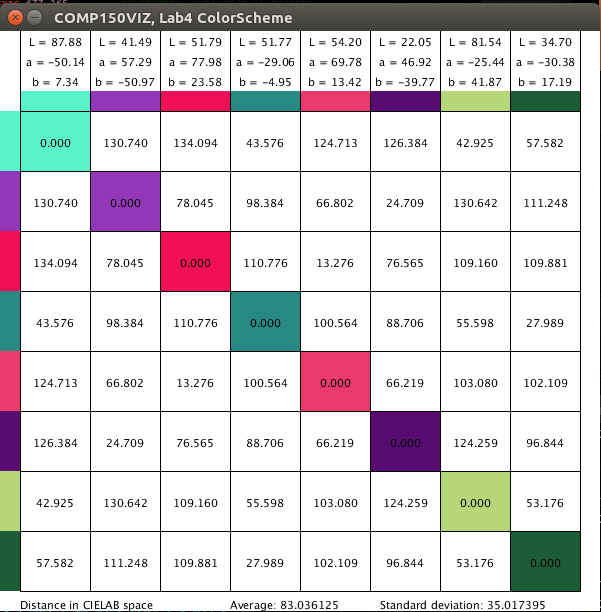 COMP150VIZ, Lab4 ColorScheme
L = 87.88 L = 41.49 L = 51.79 L = 51.77 L = 54.20 L = 22.05 L = 81.54 L = 34.70
a = −50.14 a = 57.29 a = 77.98 a = −29.06 a = 69.78 a = 46.92 a = −25.44 a = −30.38
b = 7.34 b = −50.97 b = 23.58 b = −4.95 b = 13.42 b = −39.77 b = 41.87 b = 17.19
0.000 130.740 134.094 43.576 124.713 126.384 42.925 57.582
130.740 0.000 78.045 98.384 66.802 24.709 130.642 111.248
134.094 78.045 0.000 110.776 13.276 76.565 109.160 109.881
43.576 98.384 110.776 0.000 100.564 88.706 55.598 27.989
124.713 66.802 13.276 100.564 0.000 66.219 103.080 102.109
126.384 24.709 76.565 88.706 66.219 0.000 124.259 96.844
42.925 130.642 109.160 55.598 103.080 124.259 0.000 53.176
57.582 111.248 109.881 27.989 102.109 96.844 53.176 0.000
Distance in CIELAB space Average: 83.036125 Standard deviation: 35.017395